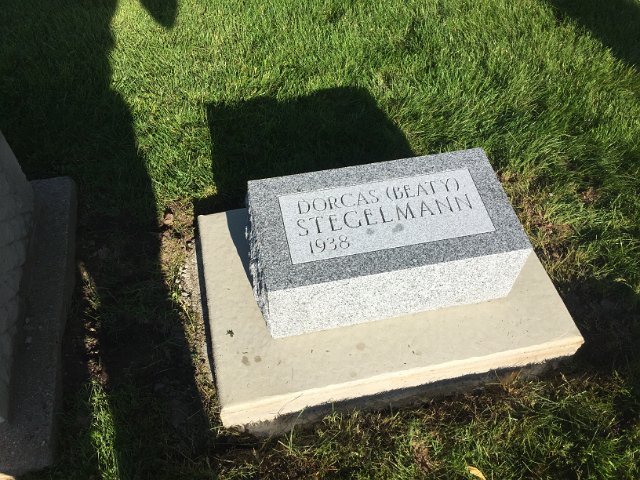 DORCAS (BEATY)
STEGELMANN
1938